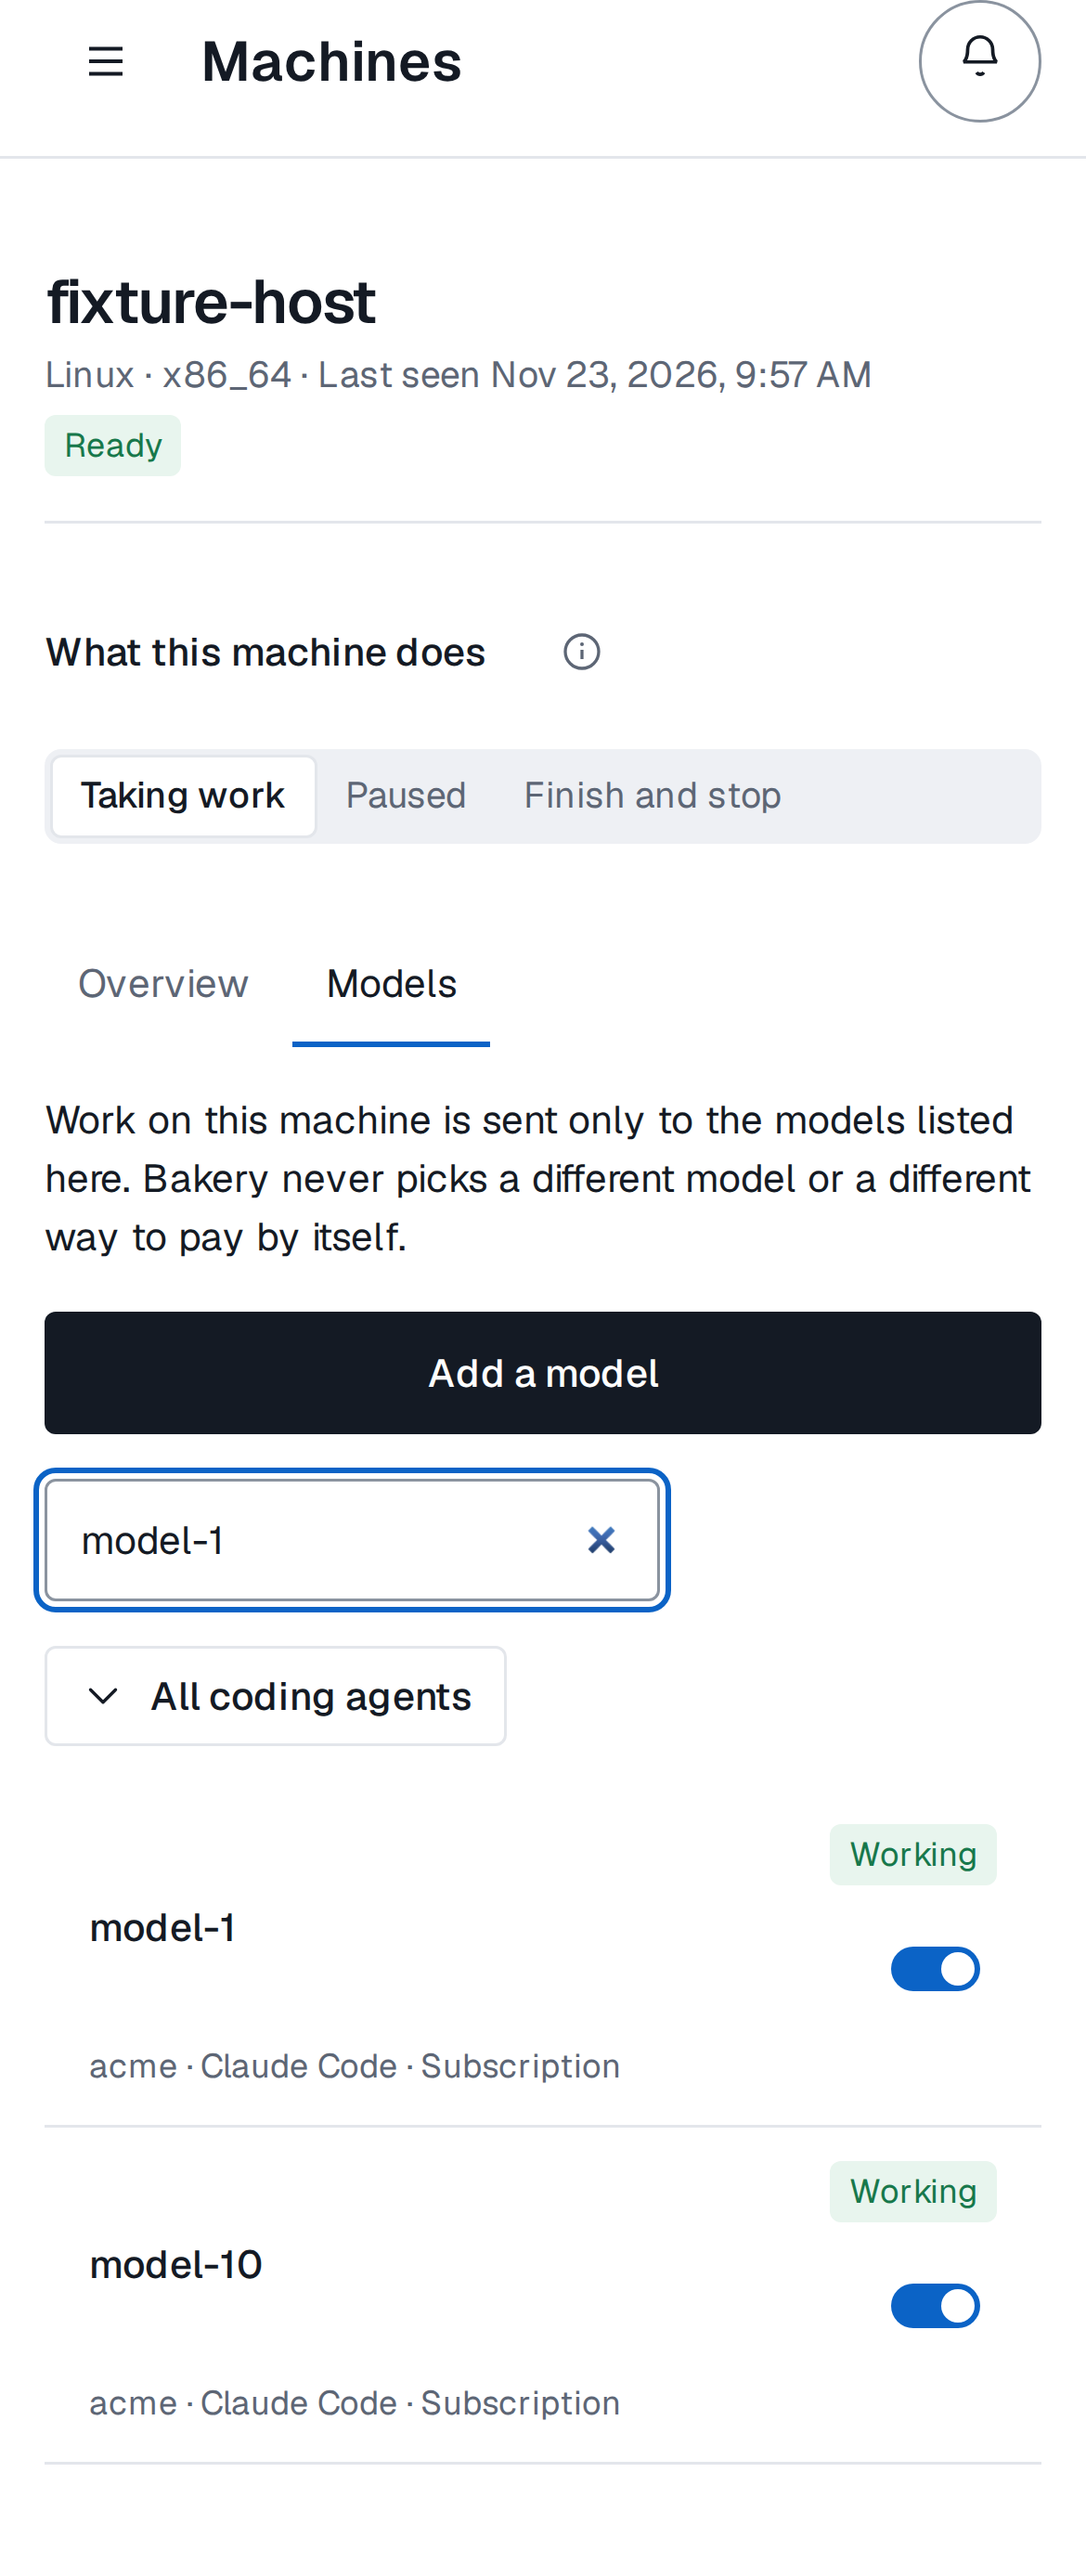 Machines
fixture-host
Linux · x86_64 · Last seen Nov 23, 2026, 9:57 AM
Ready
What this machine does
Taking work Paused Finish and stop
Overview Models
Work on this machine is sent only to the models listed
here. Bakery never picks a different model or a different
way to pay by itself.
Add a model
model-1
All coding agents
Working
model-1
acme · Claude Code · Subscription
Working
model-10
acme · Claude Code · Subscription